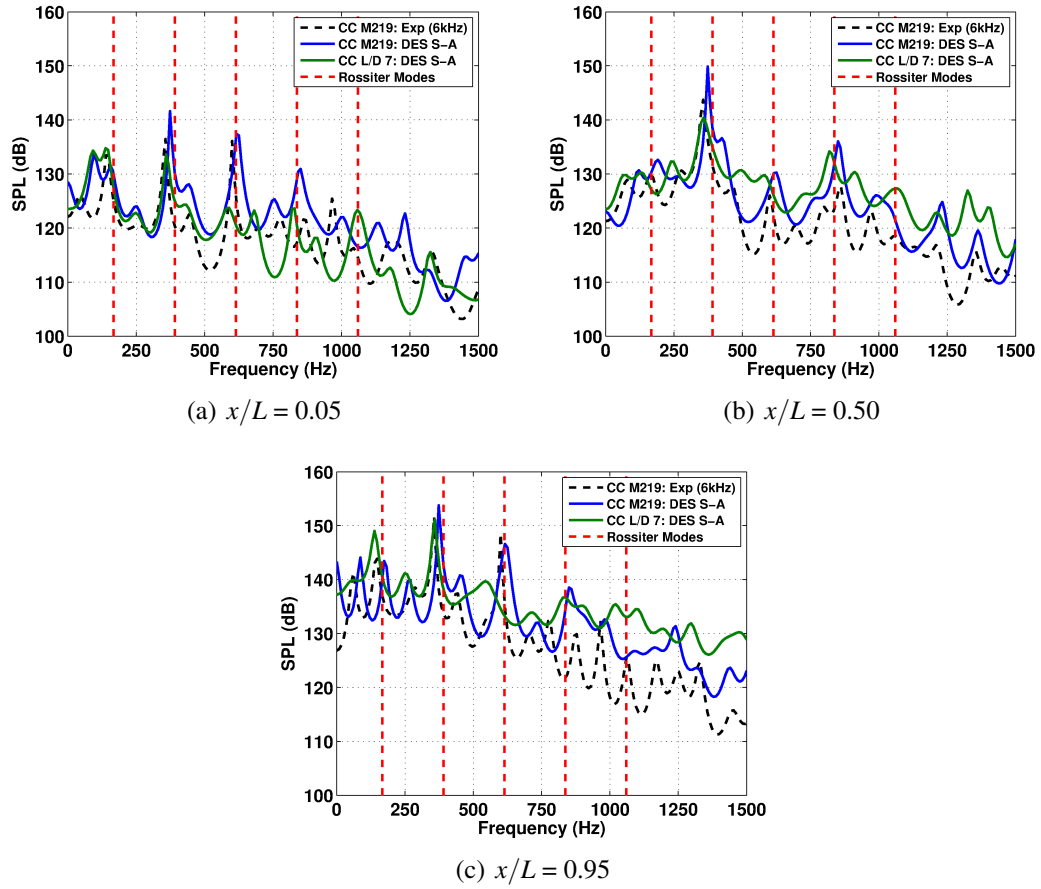 160
150
140
130
120
110
100
SPL (dB)
CC M219: Exp (6kHz)
CC M219: DES S-A
CC L/D 7: DES S-A
Rossiter Modes
0 250 500 750 1000 1250 1500
Frequency (Hz)
(a) x/L = 0.05
160
150
140
130
120
110
100
SPL (dB)
CC M219: Exp (6kHz)
CC M219: DES S-A
CC L/D 7: DES S-A
Rossiter Modes
0 250 500 750 1000 1250 1500
Frequency (Hz)
(b) x/L = 0.50
160
150
140
130
120
110
100
SPL (dB)
CC M219: Exp (6kHz)
CC M219: DES S-A
CC L/D 7: DES S-A
Rossiter Modes
0 250 500 750 1000 1250 1500
Frequency (Hz)
(c) x/L = 0.95